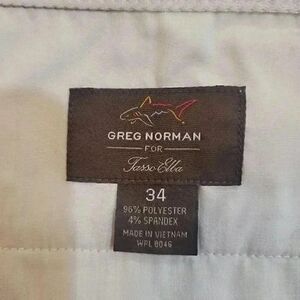 GREG NORMAN
FOR
Tasso Elba
34
96% POLYESTER
4% SPANDEX
MADE IN VIETNAM
WPL 8046